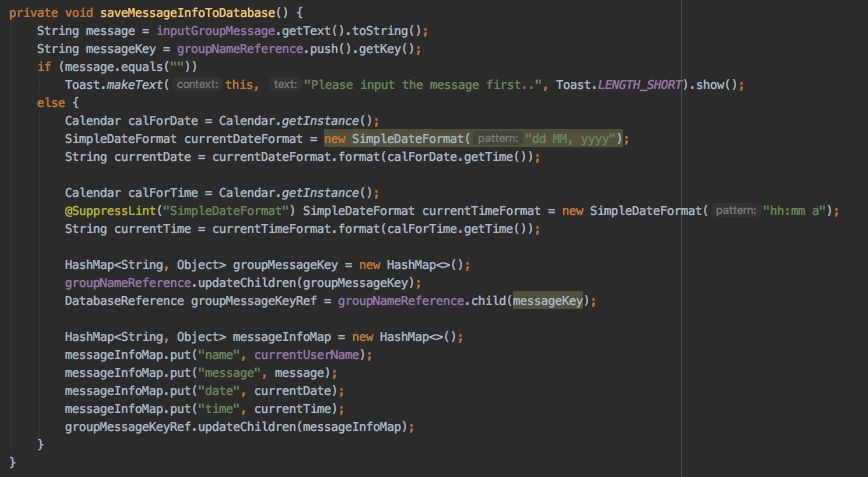 private void saveMessageInfoToDatabase() {
String message = inputGroupMessage.getText().toString();
String messageKey = groupNameReference.push().getKey();
if (message.equals(""))
Toast.makeText( context: this, text: "Please input the message first..", Toast.LENGTH_SHORT).show();
else {
Calendar calForDate = Calendar.getInstance();
SimpleDateFormat currentDateFormat = new SimpleDateFormat( pattern: "dd MM, yyyy");
String currentDate = currentDateFormat.format(calForDate.getTime());
Calendar calForTime = Calendar.getInstance();
@SuppressLint("SimpleDateFormat") SimpleDateFormat currentTimeFormat = new SimpleDateFormat( pattern: "hh:mm a");
String currentTime = currentTimeFormat.format(calForTime.getTime());
HashMap<String, Object> groupMessageKey = new HashMap<>();
groupNameReference.updateChildren(groupMessageKey);
DatabaseReference groupMessageKeyRef = groupNameReference.child(messageKey);
HashMap<String, Object> messageInfoMap = new HashMap<>();
messageInfoMap.put("name", currentUserName);
messageInfoMap.put("message", message);
messageInfoMap.put("date", currentDate);
messageInfoMap.put("time", currentTime);
groupMessageKeyRef.updateChildren(messageInfoMap);
}
}